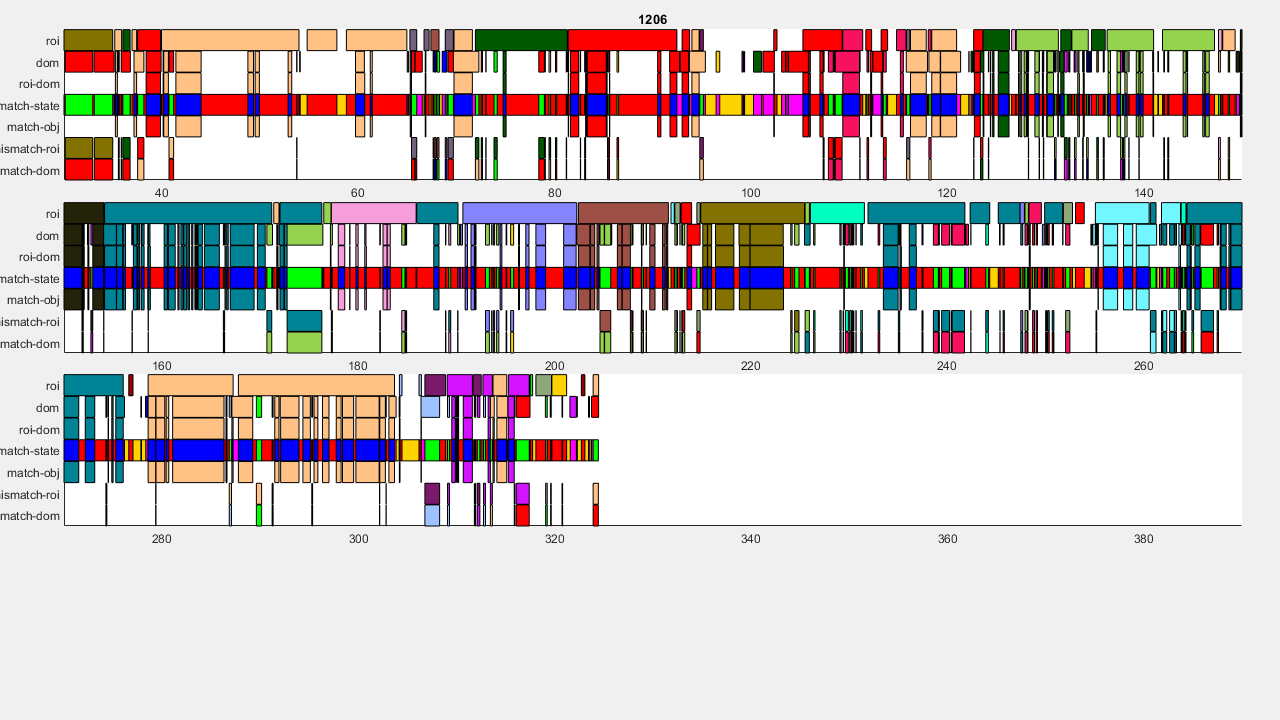 1206
roi
dom
roi-dom
match-state
match-obj
ismatch-roi
match-dom
40 60 80 100 120 140
roi
dom
roi-dom
match-state
match-obj
ismatch-roi
match-dom
160 180 200 220 240 260
roi
dom
roi-dom
match-state
match-obj
ismatch-roi
match-dom
280 300 320 340 360 380